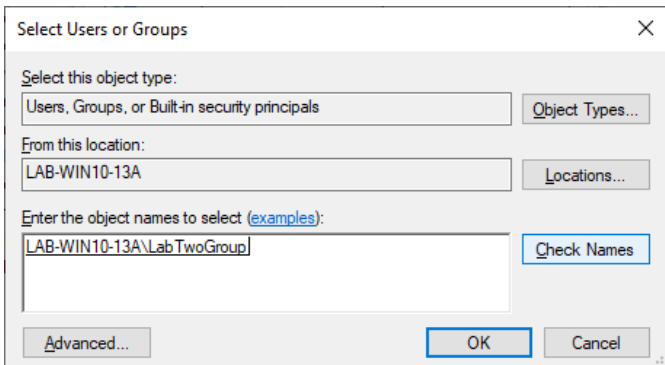 Select Users or Groups
Select this object type:
Users, Groups, or Built-in security principals
Object Types...
From this location:
LAB-WIN10-13A
Locations...
Enter the object names to select (examples):
LAB-WIN10-13A\LabTwoGroup
Check Names
Advanced...
OK
Cancel